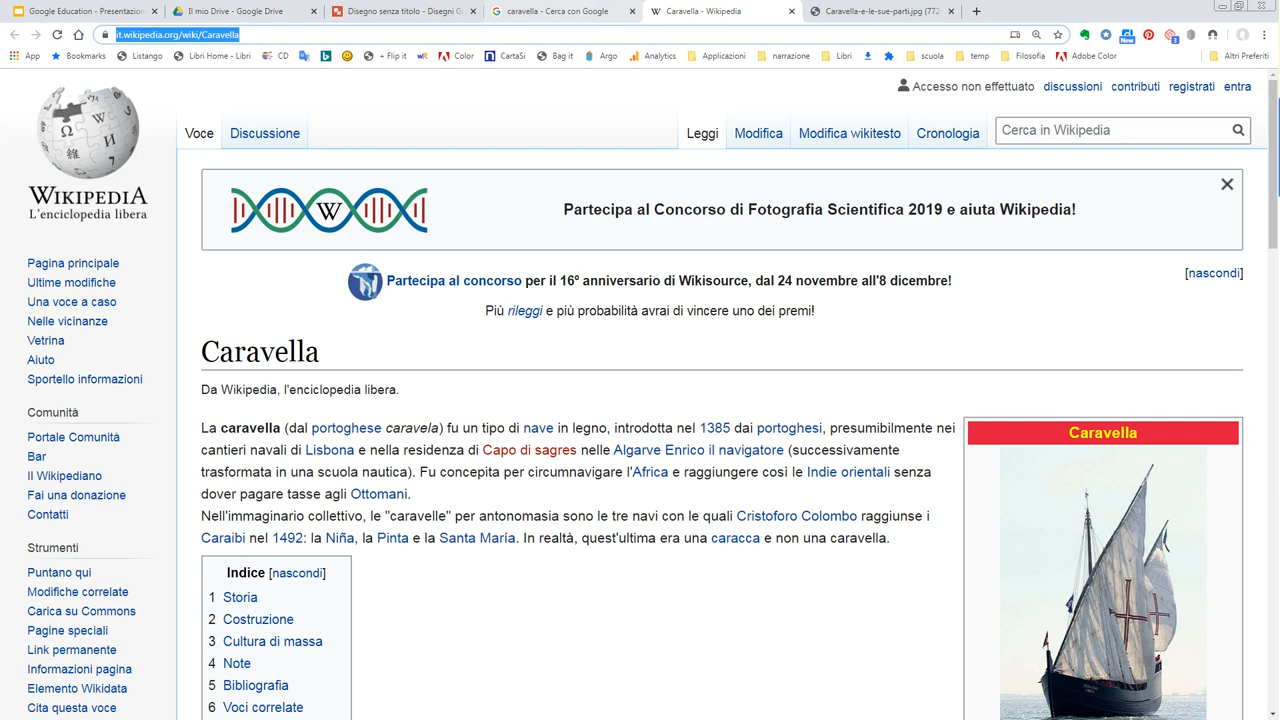 Google Education - Presentazion
Il mio Drive - Google Drive
Disegno senza titolo - Disegni G
caravella - Cerca con Google
Caravella - Wikipedia
Caravella-e-le-sue-parti.jpg (772
it.wikipedia.org/wiki/Caravella
App
Bookmarks
Listango
Libri Home - Libri
CD
+ Flip it
Color
CartaSi
Bag it
Argo
Analytics
Applicazioni
narrazione
Libri
scuola
temp
Filosofia
Adobe Color
Altri Preferiti
Accesso non effettuato discussioni contributi registrati entra
Voce Discussione Leggi Modifica Modifica wikitesto Cronologia Cerca in Wikipedia
WIKIPEDIA
L'enciclopedia libera
Pagina principale
Ultime modifiche
Una voce a caso
Nelle vicinanze
Vetrina
Aiuto
Sportello informazioni
Comunità
Portale Comunità
Bar
Il Wikipediano
Fai una donazione
Contatti
Strumenti
Puntano qui
Modifiche correlate
Carica su Commons
Pagine speciali
Link permanente
Informazioni pagina
Elemento Wikidata
Cita questa voce
W
Partecipa al Concorso di Fotografia Scientifica 2019 e aiuta Wikipedia!
Partecipa al concorso per il 16º anniversario di Wikisource, dal 24 novembre all'8 dicembre!
[nascondi]
Più rileggi e più probabilità avrai di vincere uno dei premi!
Caravella
Da Wikipedia, l'enciclopedia libera.
La caravella (dal portoghese caravela) fu un tipo di nave in legno, introdotta nel 1385 dai portoghesi, presumibilmente nei
cantieri navali di Lisbona e nella residenza di Capo di sagres nelle Algarve Enrico il navigatore (successivamente
trasformata in una scuola nautica). Fu concepita per circumnavigare l'Africa e raggiungere così le Indie orientali senza
dover pagare tasse agli Ottomani.
Nell'immaginario collettivo, le "caravelle" per antonomasia sono le tre navi con le quali Cristoforo Colombo raggiunse i
Caraibi nel 1492: la Niña, la Pinta e la Santa María. In realtà, quest'ultima era una caracca e non una caravella.
Indice [nascondi]
1 Storia
2 Costruzione
3 Cultura di massa
4 Note
5 Bibliografia
6 Voci correlate
Caravella